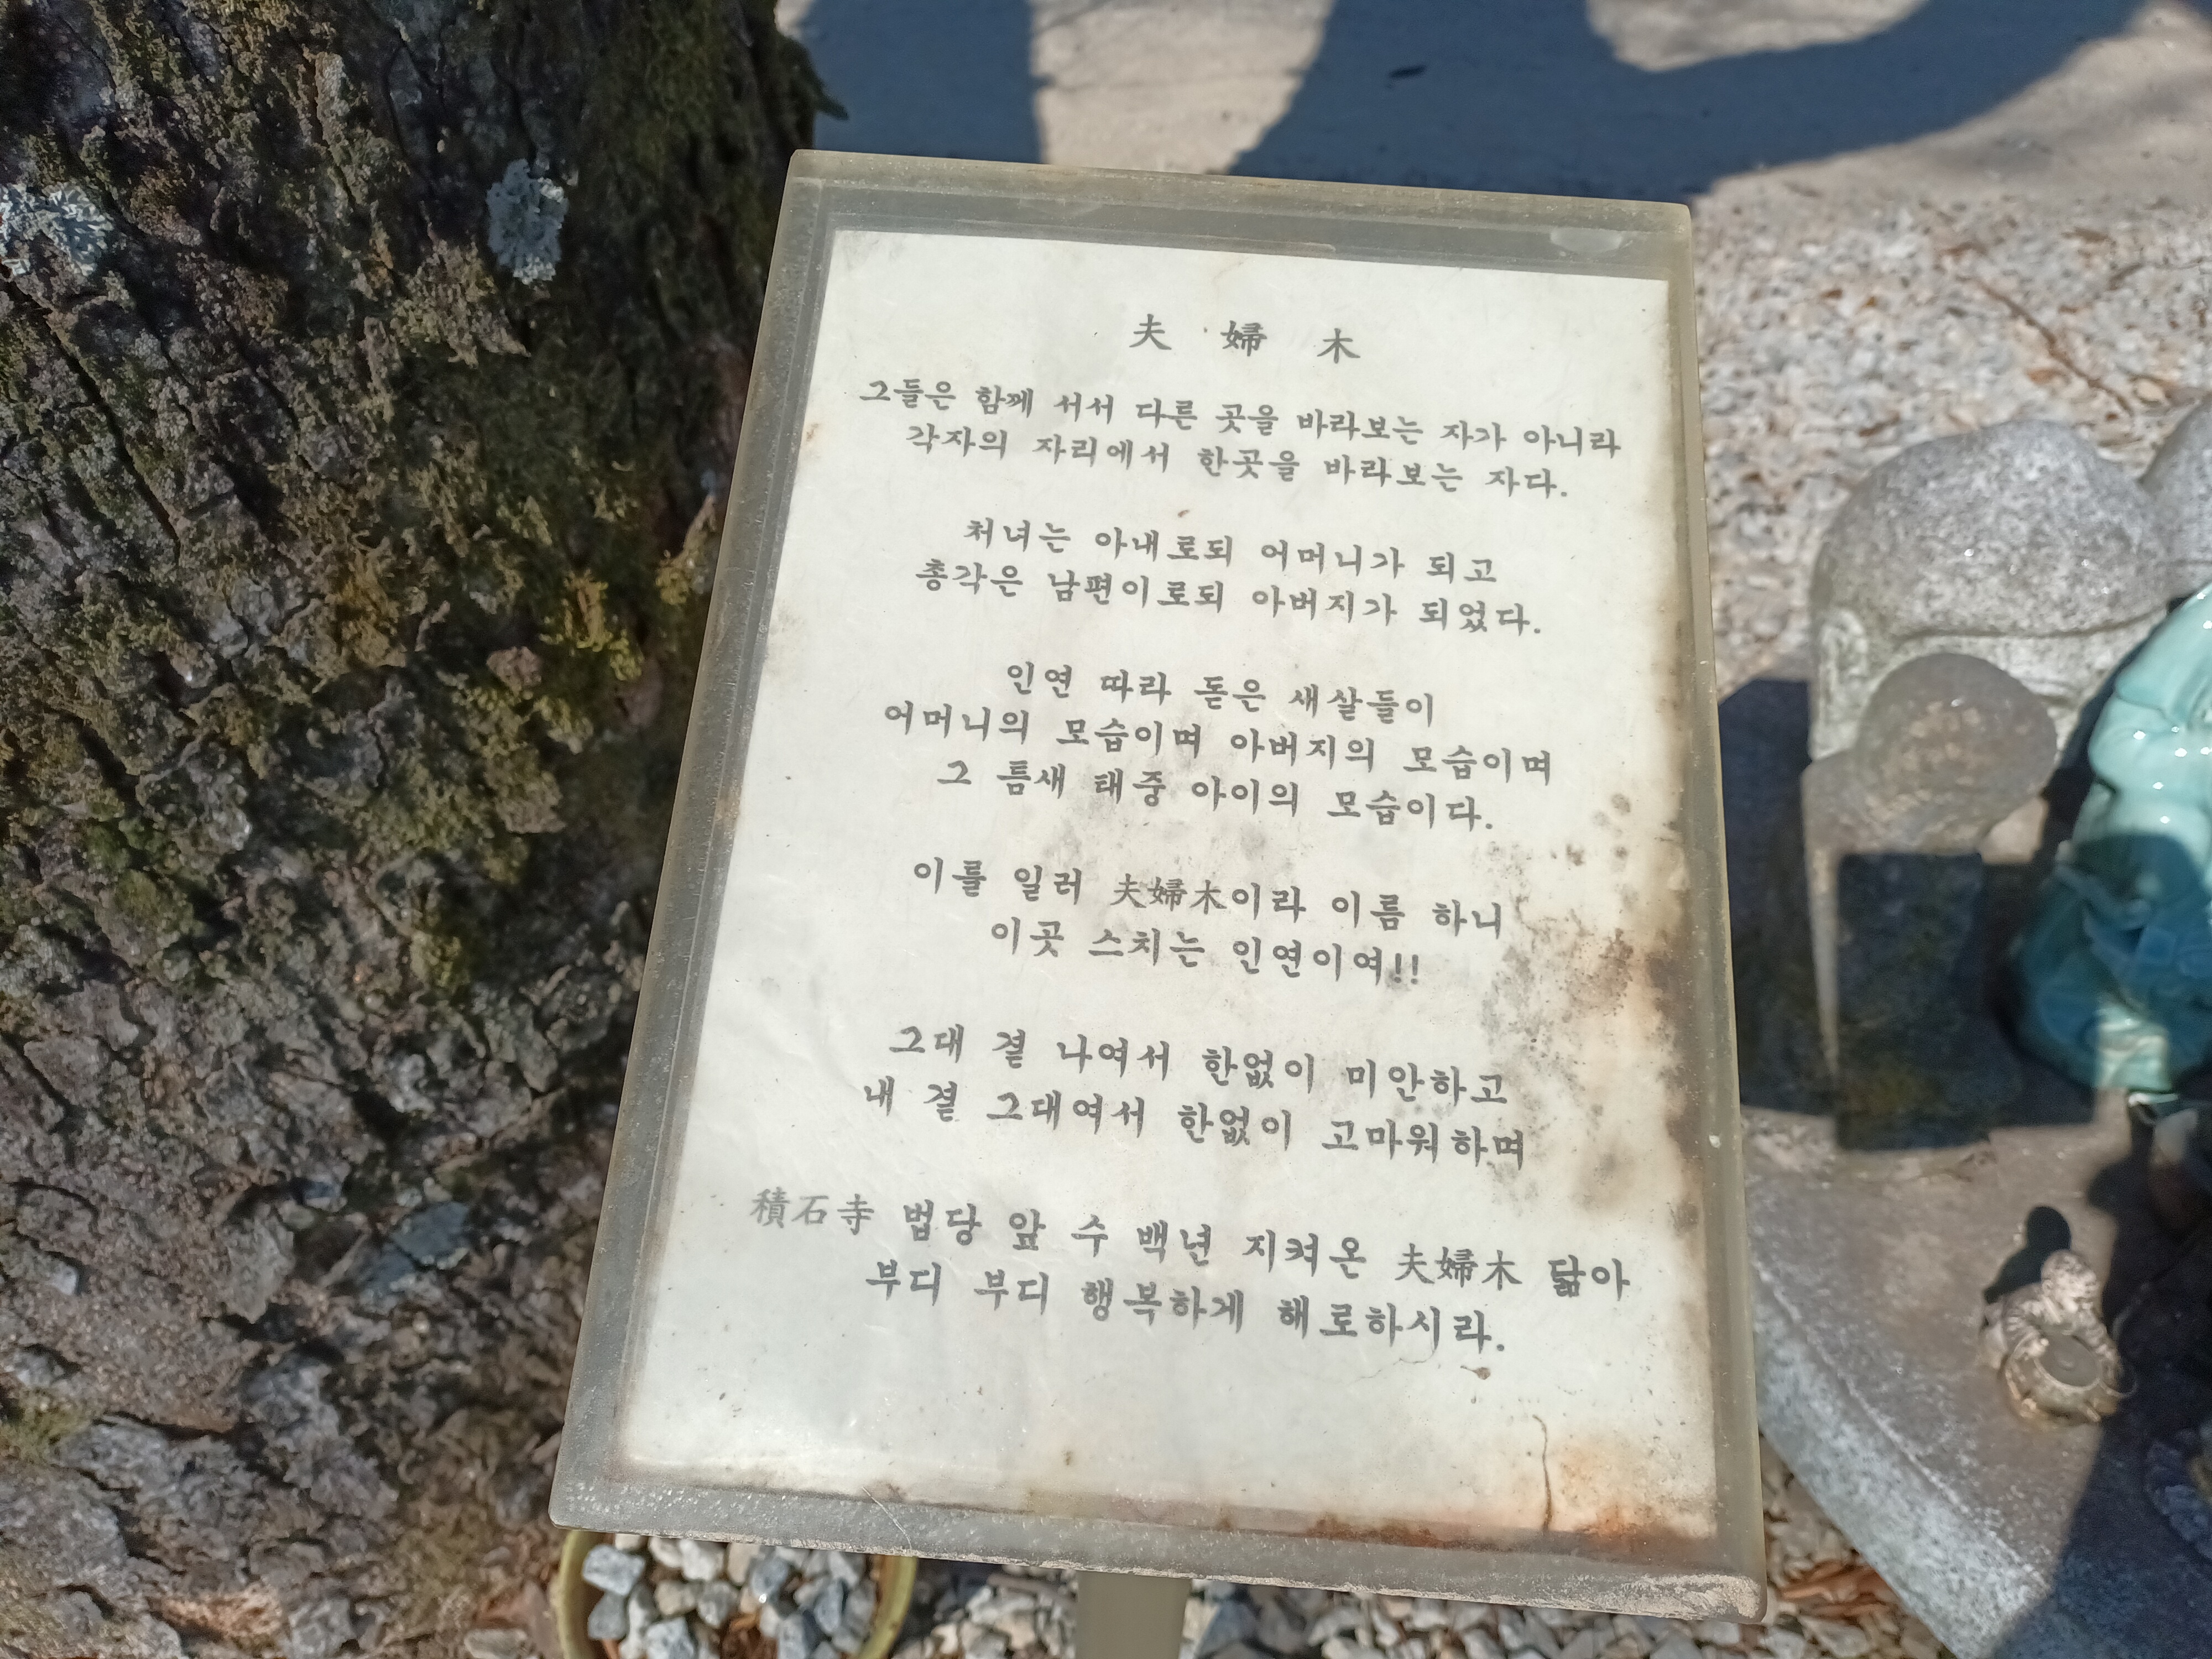 夫 婦 木
그들은 함께 서서 다른 곳을 바라보는 자가 아니라
각자의 자리에서 한곳을 바라보는 자다.
처녀는 아내로되 어머니가 되고
총각은 남편이로되 아버지가 되었다.
인연 따라 돋은 새살들이
어머니의 모습이며 아버지의 모습이며
그 틈새 태중 아이의 모습이다.
이를 일러 夫婦木이라 이름 하니
이곳 스치는 인연이여!!
그대 곁 나여서 한없이 미안하고
내 곁 그대여서 한없이 고마워하며
積石寺 법당 앞 수 백년 지켜온 夫婦木 닮아
부디 부디 행복하게 해로하시라.